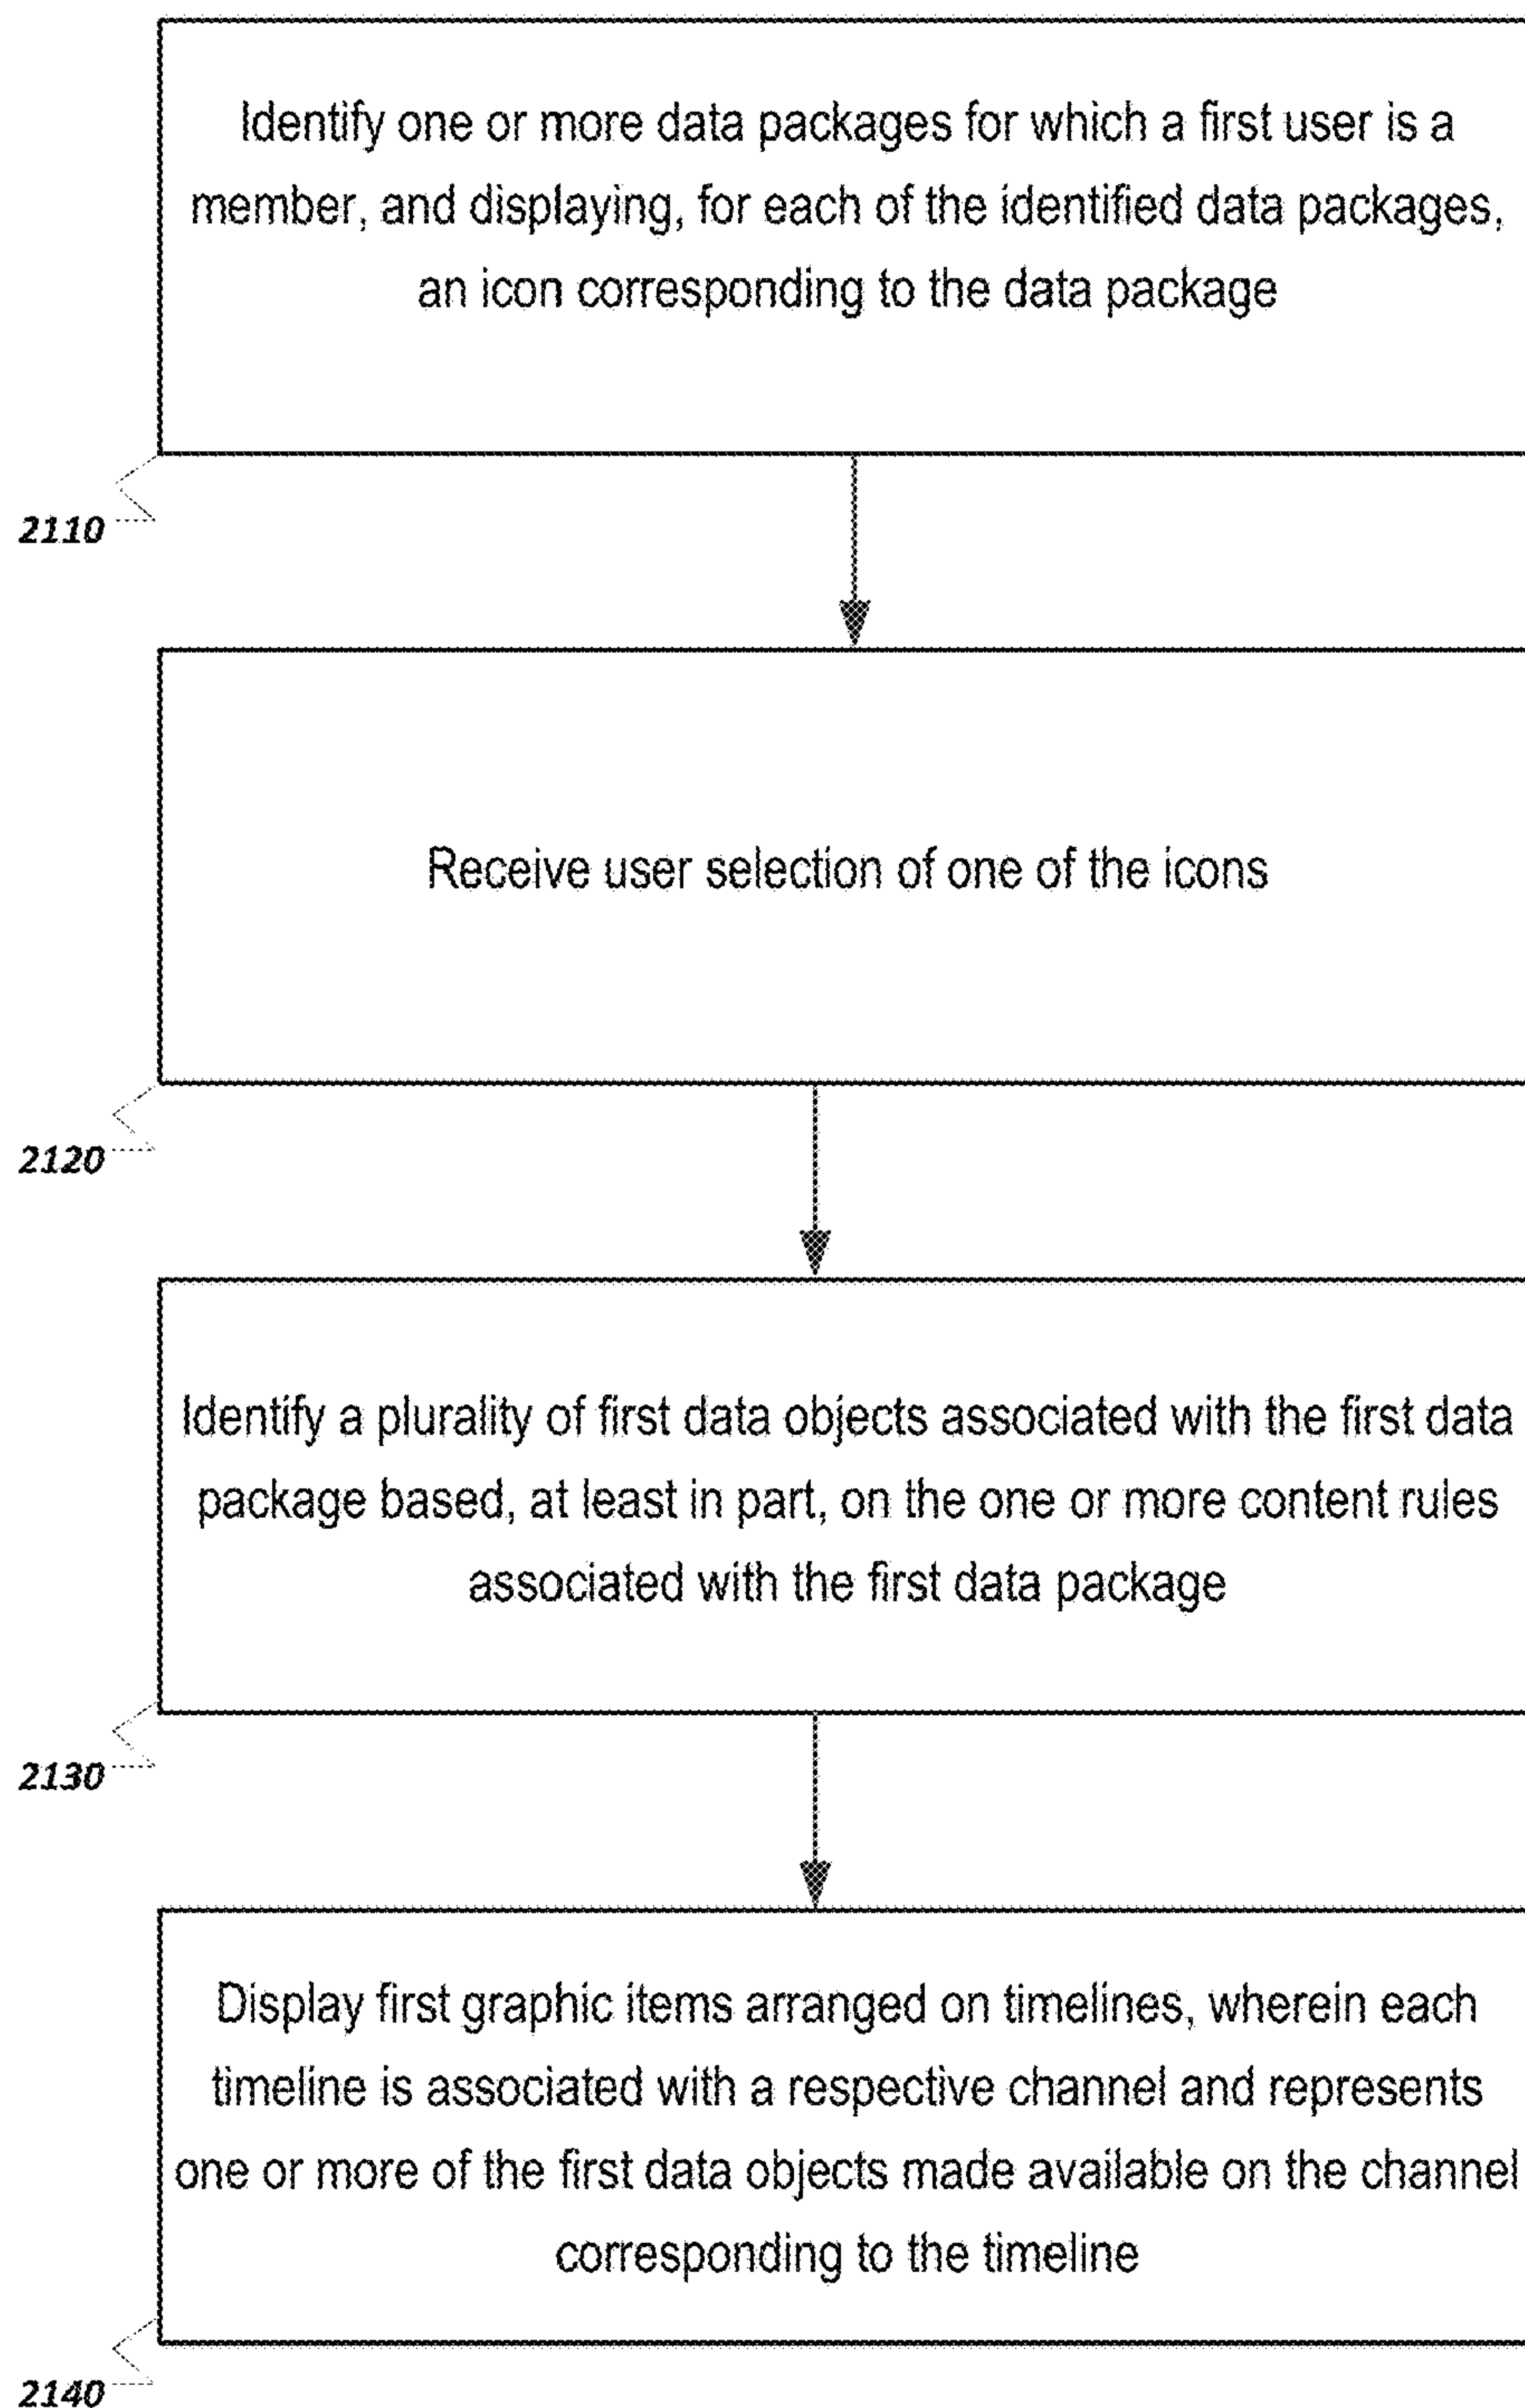 Identify one or more data packages for which a first user is a
member, and displaying, for each of the identified data packages,
an icon corresponding to the data package
2110
Receive user selection of one of the icons
2120
Identify a plurality of first data objects associated with the first data
package based, at least in part, on the one or more content rules
associated with the first data package
2130
Display first graphic items arranged on timelines, wherein each
timeline is associated with a respective channel and represents
one or more of the first data objects made available on the channel
corresponding to the timeline
2140